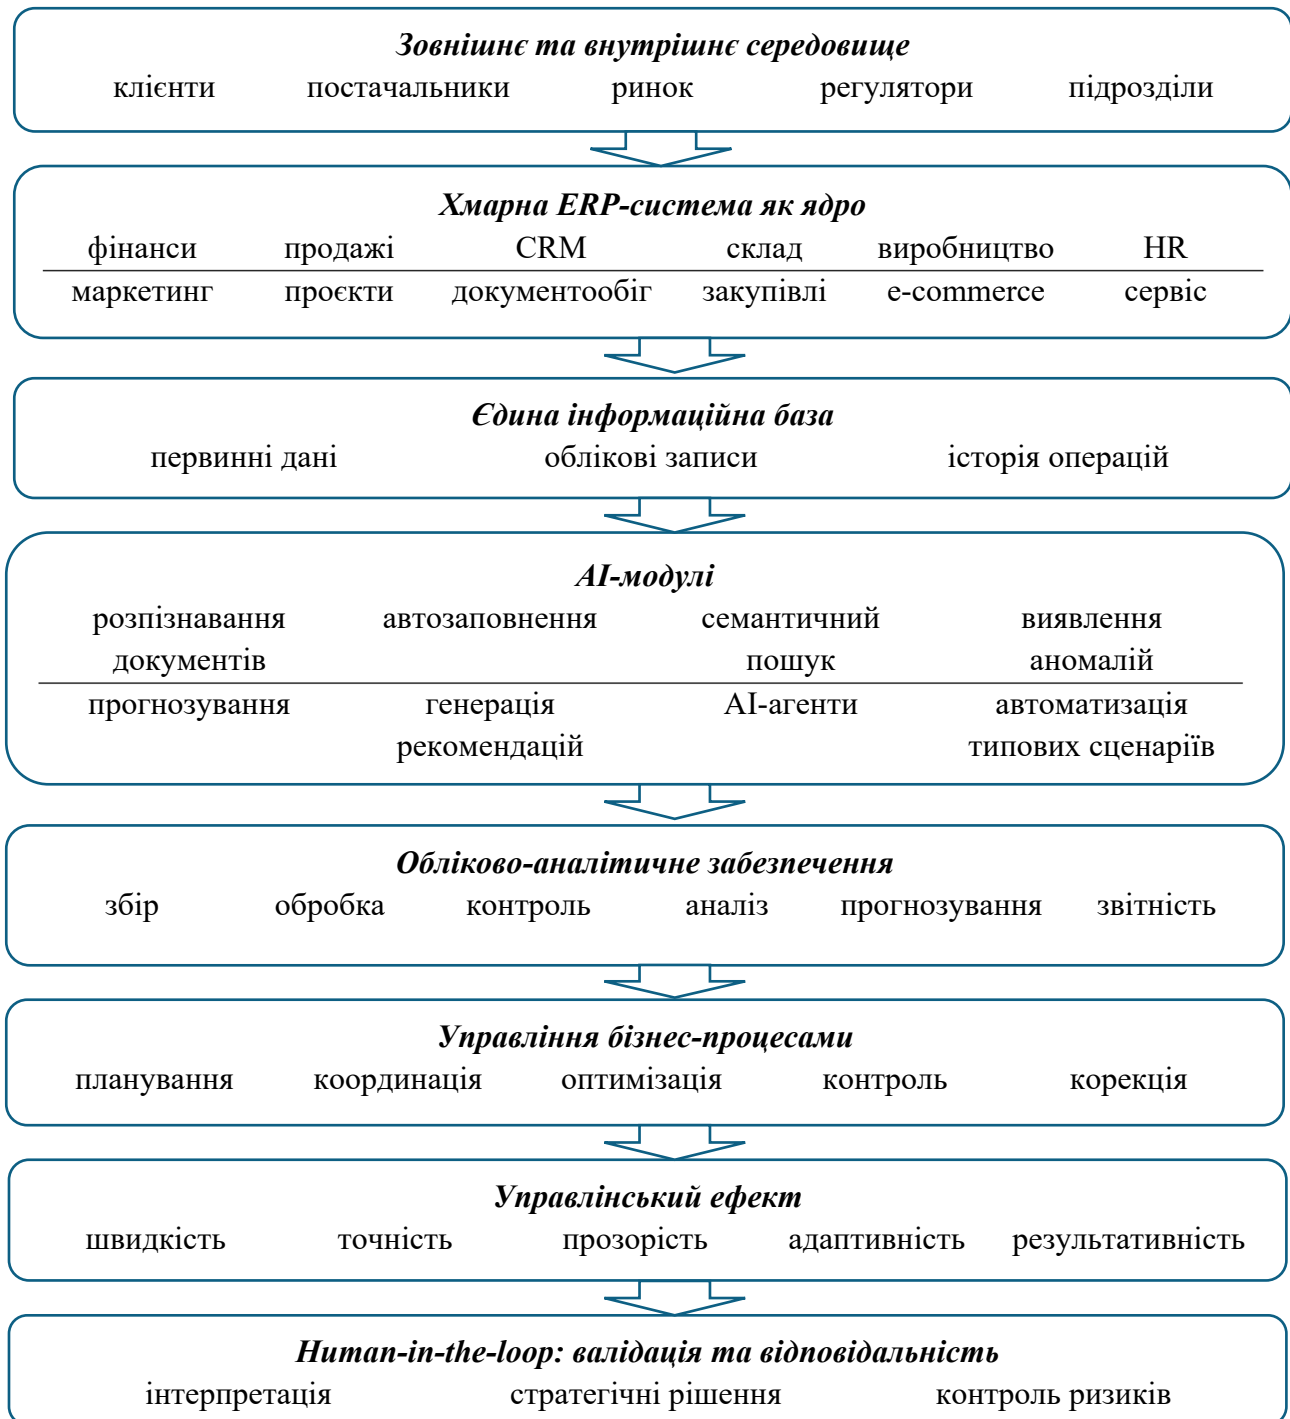 Зовнішнє та внутрішнє середовище
клієнти постачальники ринок регулятори підрозділи
Хмарна ERP-система як ядро
фінанси продажі CRM склад виробництво HR
маркетинг проєкти документообіг закупівлі e-commerce сервіс
Єдина інформаційна база
первинні дані облікові записи історія операцій
AI-модулі
розпізнавання автозаповнення семантичний виявлення
документів пошук аномалій
прогнозування генерація AI-агенти автоматизація
рекомендацій типових сценаріїв
Обліково-аналітичне забезпечення
збір обробка контроль аналіз прогнозування звітність
Управління бізнес-процесами
планування координація оптимізація контроль корекція
Управлінський ефект
швидкість точність прозорість адаптивність результативність
Human-in-the-loop: валідація та відповідальність
інтерпретація стратегічні рішення контроль ризиків